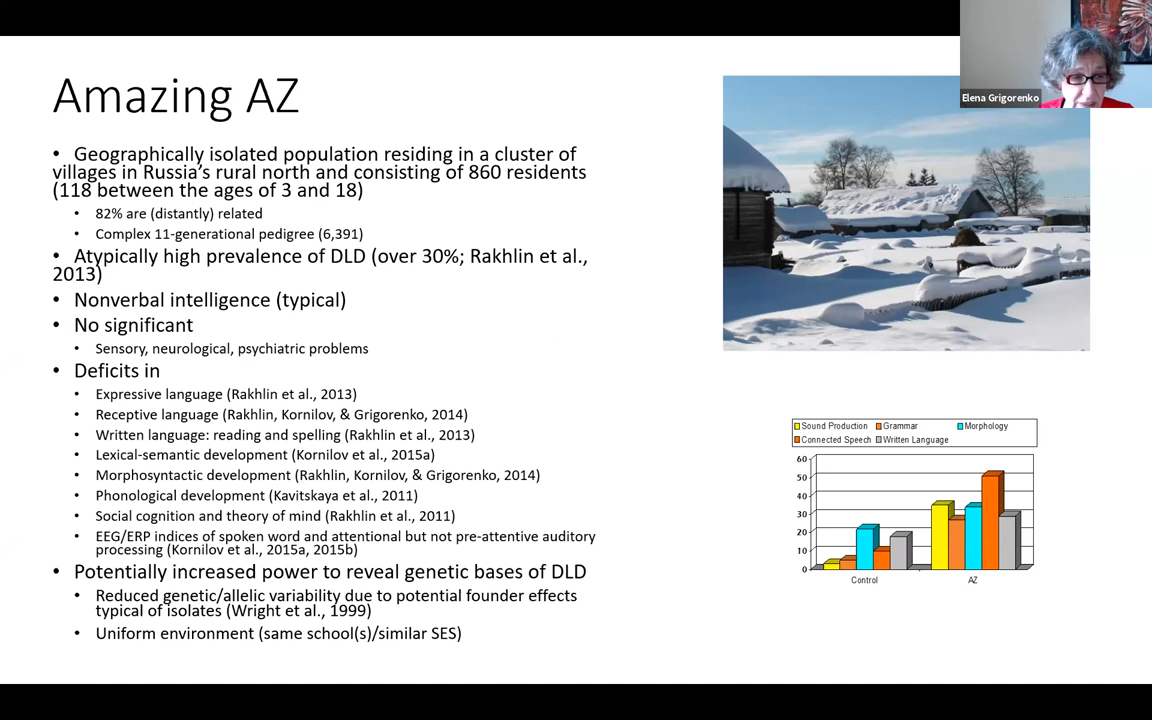 Amazing AZ
• Geographically isolated population residing in a cluster of
villages in Russia's rural north and consisting of 860 residents
(118 between the ages of 3 and 18)
• 82% are (distantly) related
• Complex 11-generational pedigree (6,391)
• Atypically high prevalence of DLD (over 30%; Rakhlin et al.,
2013)
• Nonverbal intelligence (typical)
• No significant
• Sensory, neurological, psychiatric problems
• Deficits in
• Expressive language (Rakhlin et al., 2013)
• Receptive language (Rakhlin, Kornilov, & Grigorenko, 2014)
• Written language: reading and spelling (Rakhlin et al., 2013)
• Lexical-semantic development (Kornilov et al., 2015a)
• Morphosyntactic development (Rakhlin, Kornilov, & Grigorenko, 2014)
• Phonological development (Kavitskaya et al., 2011)
• Social cognition and theory of mind (Rakhlin et al., 2011)
• EEG/ERP indices of spoken word and attentional but not pre-attentive auditory
processing (Kornilov et al., 2015a, 2015b)
• Potentially increased power to reveal genetic bases of DLD
• Reduced genetic/allelic variability due to potential founder effects
typical of isolates (Wright et al., 1999)
• Uniform environment (same school(s)/similar SES)
Elena Grigorenko
Sound Production Grammar Morphology
Connected Speech Written Language
60
50
40
30
20
10
0
Control AZ